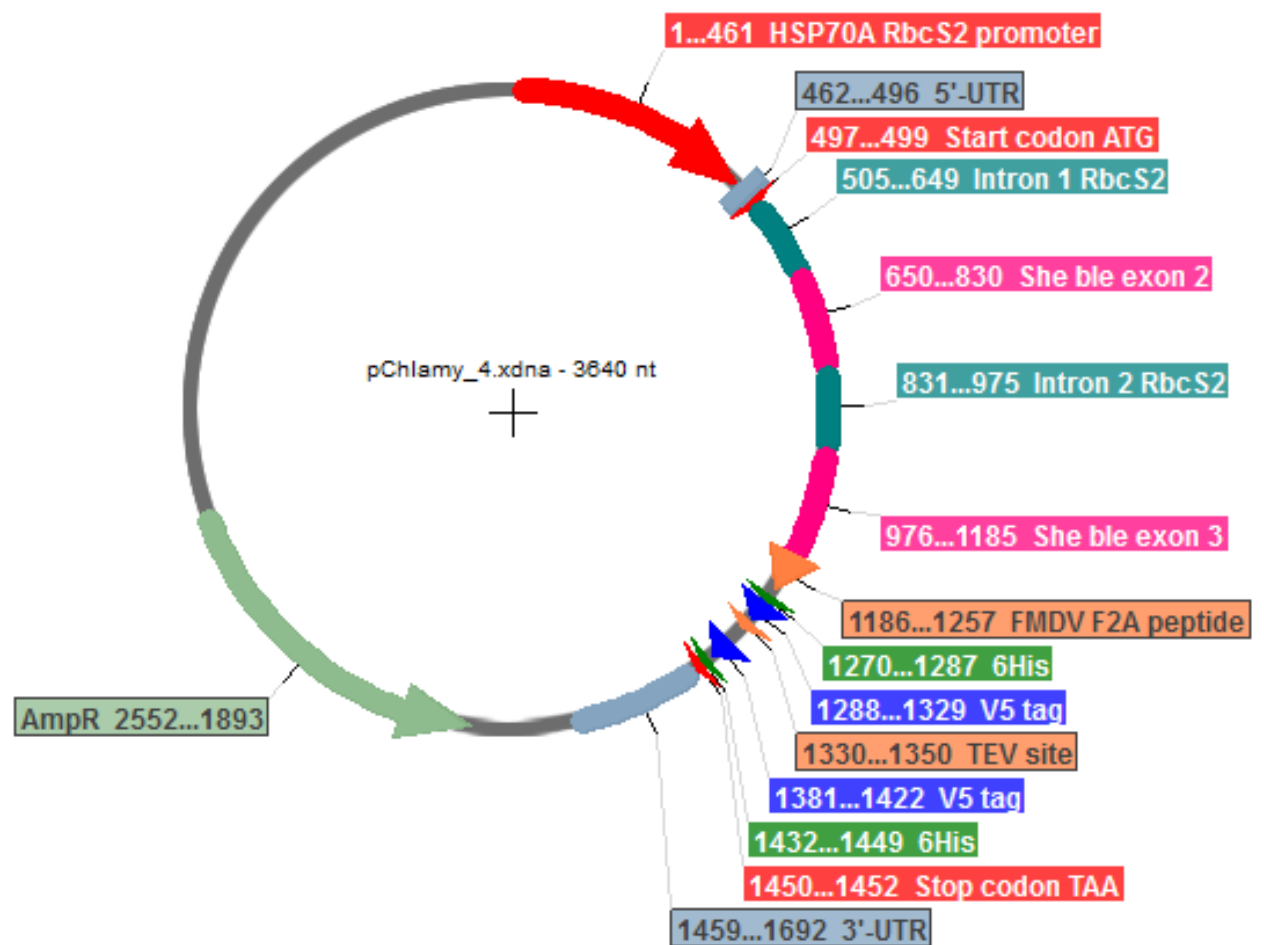 1...461 HSP70A RbcS2 promoter
462...496 5'-UTR
497...499 Start codon ATG
505...649 Intron 1 RbcS2
650...830 She ble exon 2
pChlamy_4.xdna - 3640 nt
831...975 Intron 2 RbcS2
976...1185 She ble exon 3
1186...1257 FMDV F2A peptide
1270...1287 6His
AmpR 2552...1893
1288...1329 V5 tag
1330...1350 TEV site
1381...1422 V5 tag
1432...1449 6His
1450...1452 Stop codon TAA
1459...1692 3'-UTR